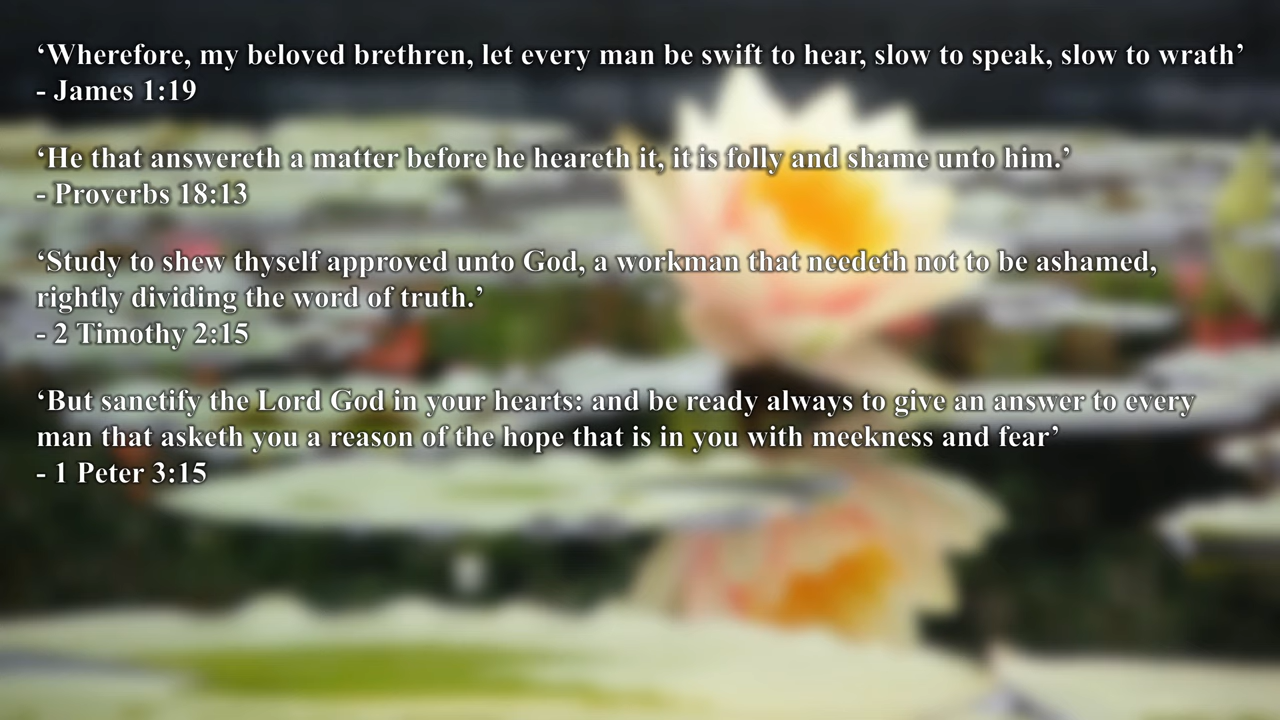 ‘Wherefore, my beloved brethren, let every man be swift to hear, slow to speak, slow to wrath’
- James 1:19
‘He that answereth a matter before he heareth it, it is folly and shame unto him.’
- Proverbs 18:13
‘Study to shew thyself approved unto God, a workman that needeth not to be ashamed,
rightly dividing the word of truth.’
- 2 Timothy 2:15
‘But sanctify the Lord God in your hearts: and be ready always to give an answer to every
man that asketh you a reason of the hope that is in you with meekness and fear’
- 1 Peter 3:15